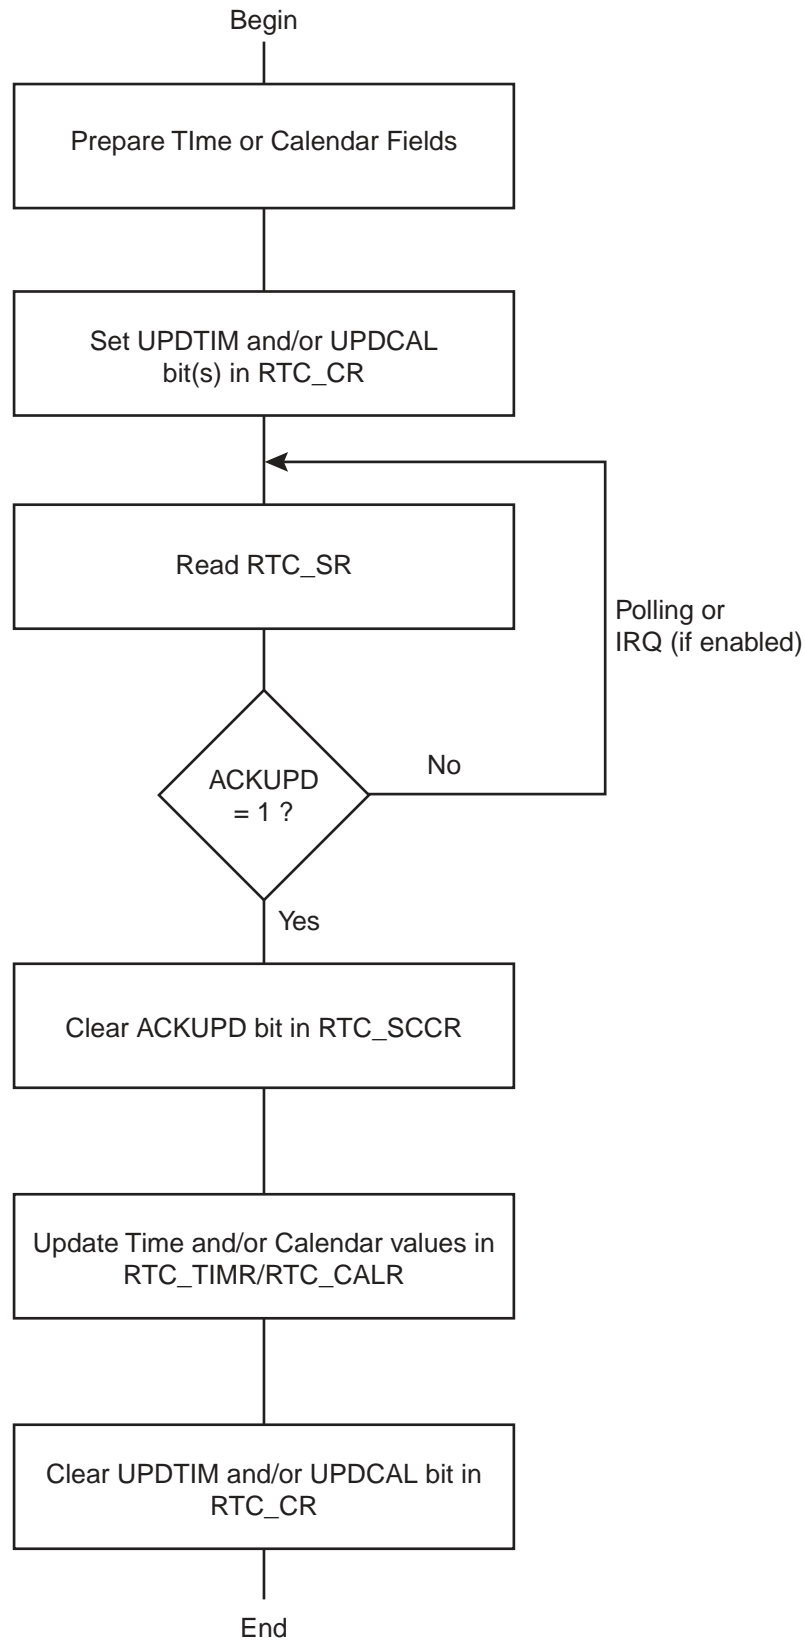 Begin
Prepare TIme or Calendar Fields
Set UPDTIM and/or UPDCAL
bit(s) in RTC_CR
Read RTC_SR
Polling or
IRQ (if enabled)
ACKUPD
= 1 ?
No
Yes
Clear ACKUPD bit in RTC_SCCR
Update Time and/or Calendar values in
RTC_TIMR/RTC_CALR
Clear UPDTIM and/or UPDCAL bit in
RTC_CR
End